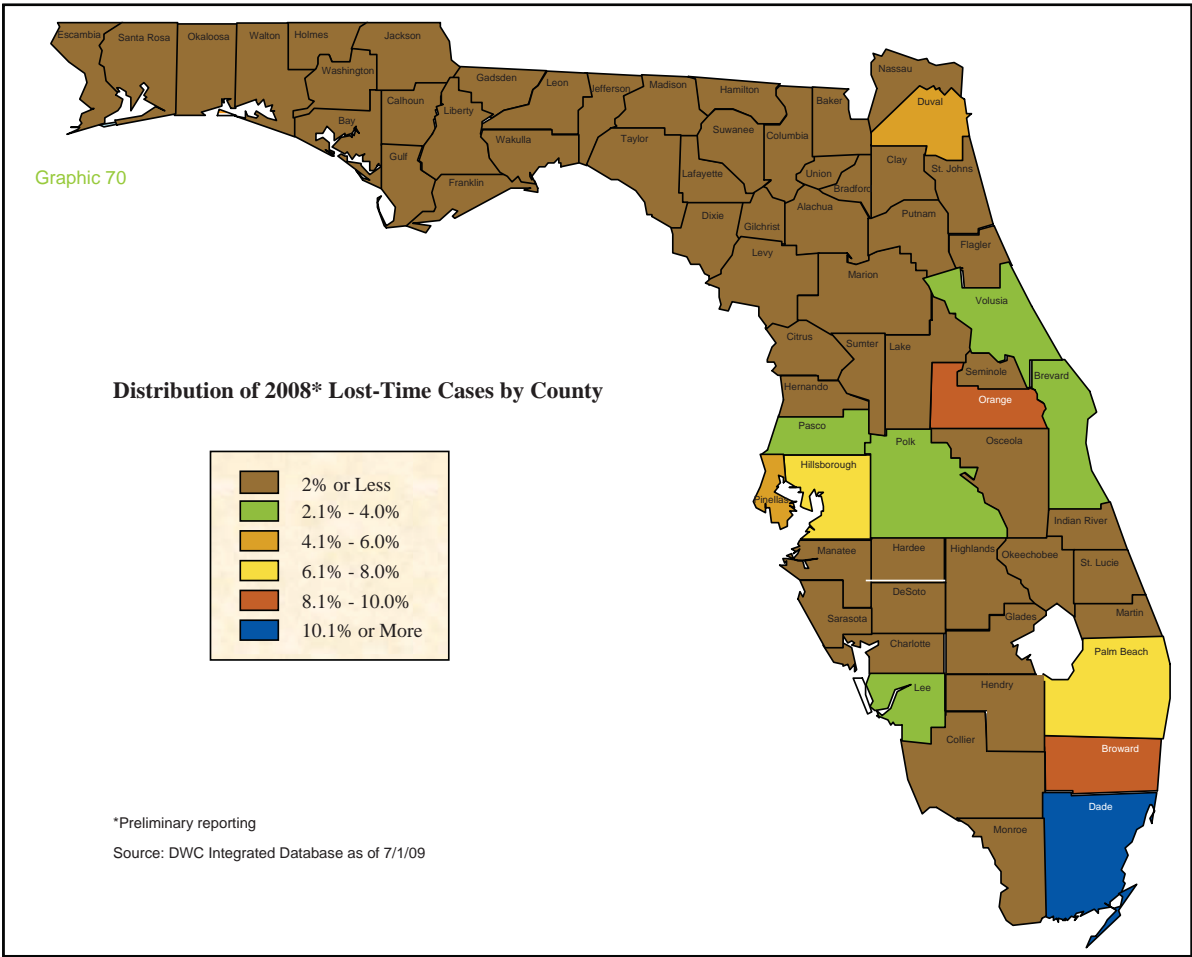 Escambia
Santa Rosa
Okaloosa
Walton
Holmes
Jackson
Washington
Bay
Calhoun
Gulf
Liberty
Gadsden
Franklin
Leon
Wakulla
Jefferson
Madison
Taylor
Hamilton
Suwanee
Lafayette
Dixie
Columbia
Gilchrist
Levy
Baker
Union
Bradford
Alachua
Nassau
Duval
Clay
St. Johns
Putnam
Flagler
Marion
Volusia
Citrus
Sumter
Lake
Seminole
Brevard
Hernando
Orange
Pasco
Polk
Osceola
Hillsborough
Pinellas
Indian River
Manatee
Hardee
Highlands
Okeechobee
St. Lucie
DeSoto
Sarasota
Glades
Martin
Charlotte
Lee
Hendry
Palm Beach
Collier
Broward
Dade
Monroe
Graphic 70
Distribution of 2008* Lost-Time Cases by County
2% or Less
2.1% - 4.0%
4.1% - 6.0%
6.1% - 8.0%
8.1% - 10.0%
10.1% or More
*Preliminary reporting
Source: DWC Integrated Database as of 7/1/09